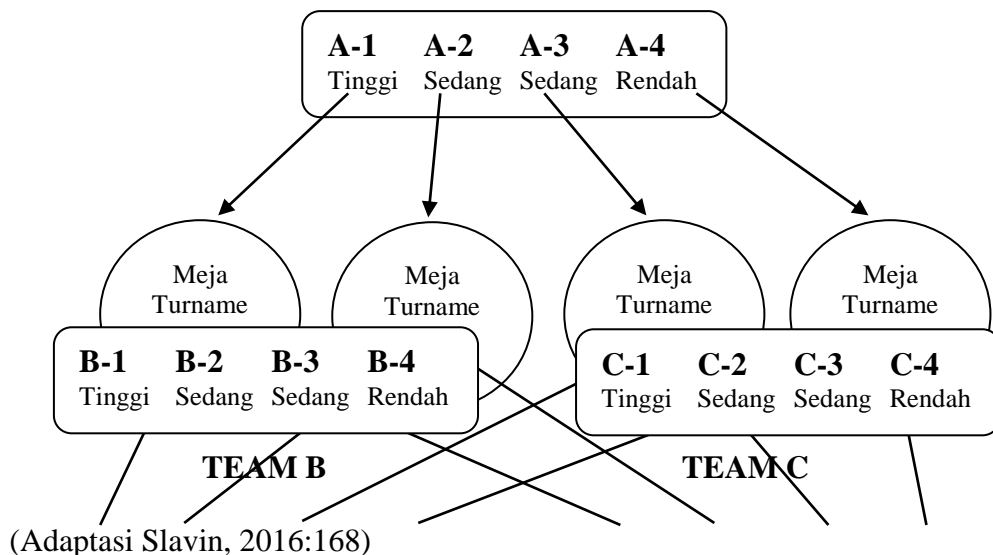 A-1 A-2 A-3 A-4
Tinggi Sedang Sedang Rendah
Meja
Turname
Meja
Turname
Meja
Turname
Meja
Turname
B-1 B-2 B-3 B-4
Tinggi Sedang Sedang Rendah
C-1 C-2 C-3 C-4
Tinggi Sedang Sedang Rendah
TEAM B
TEAM C
(Adaptasi Slavin, 2016:168)